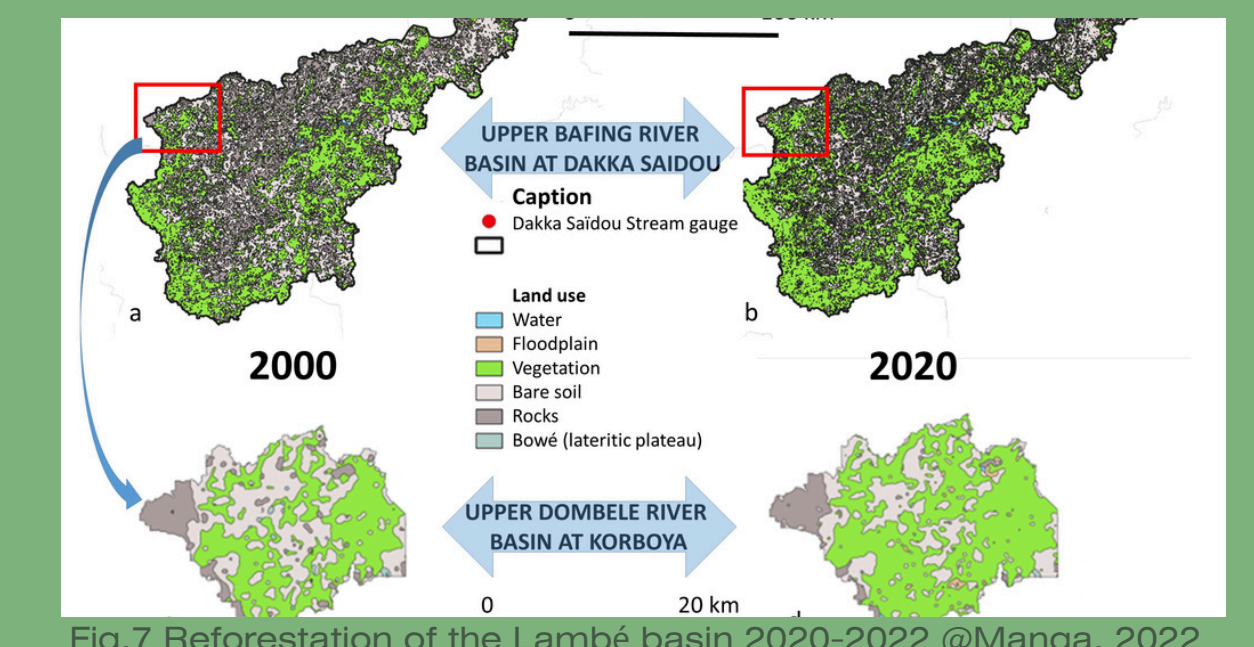 UPPER BAFING RIVER
BASIN AT DAKKA SAIDOU
Caption
Dakka Saïdou Stream gauge
a
b
Land use
Water
Floodplain
Vegetation
Bare soil
Rocks
Bowé (lateritic plateau)
2000
2020
UPPER DOMBELE RIVER
BASIN AT KORBOYA
0
20 km
Fig.7 Reforestation of the Lambé basin 2020-2022 @Manga, 2022